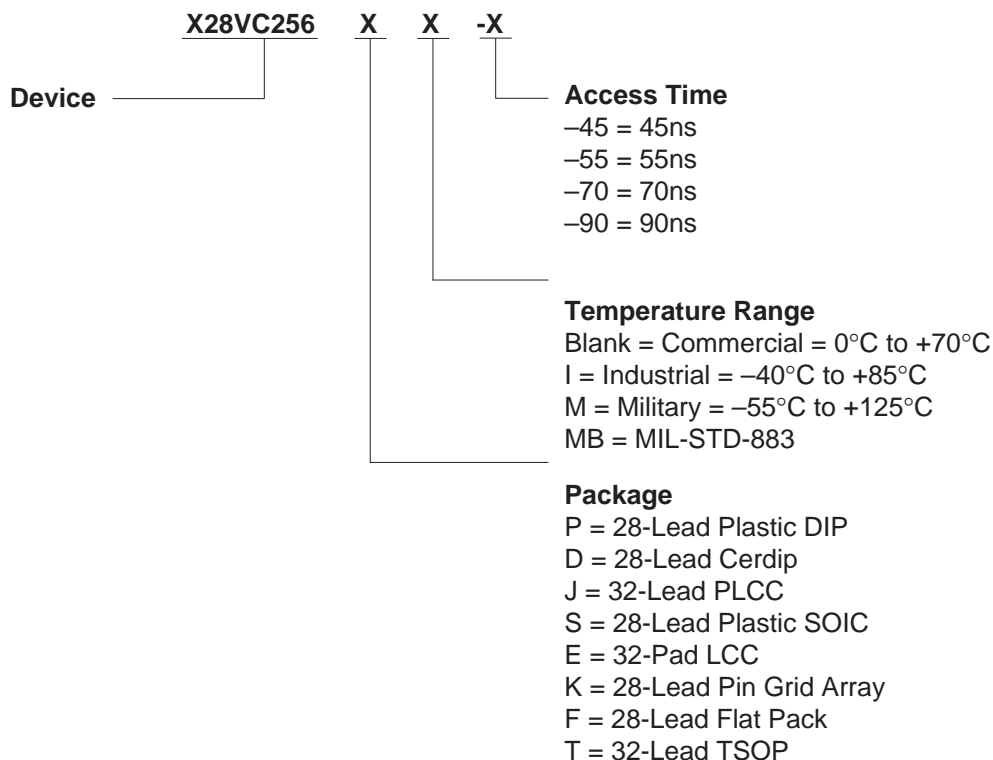 X28VC256 X X -X
Device
Access Time
–45 = 45ns
–55 = 55ns
–70 = 70ns
–90 = 90ns
Temperature Range
Blank = Commercial = 0°C to +70°C
I = Industrial = –40°C to +85°C
M = Military = –55°C to +125°C
MB = MIL-STD-883
Package
P = 28-Lead Plastic DIP
D = 28-Lead Cerdip
J = 32-Lead PLCC
S = 28-Lead Plastic SOIC
E = 32-Pad LCC
K = 28-Lead Pin Grid Array
F = 28-Lead Flat Pack
T = 32-Lead TSOP